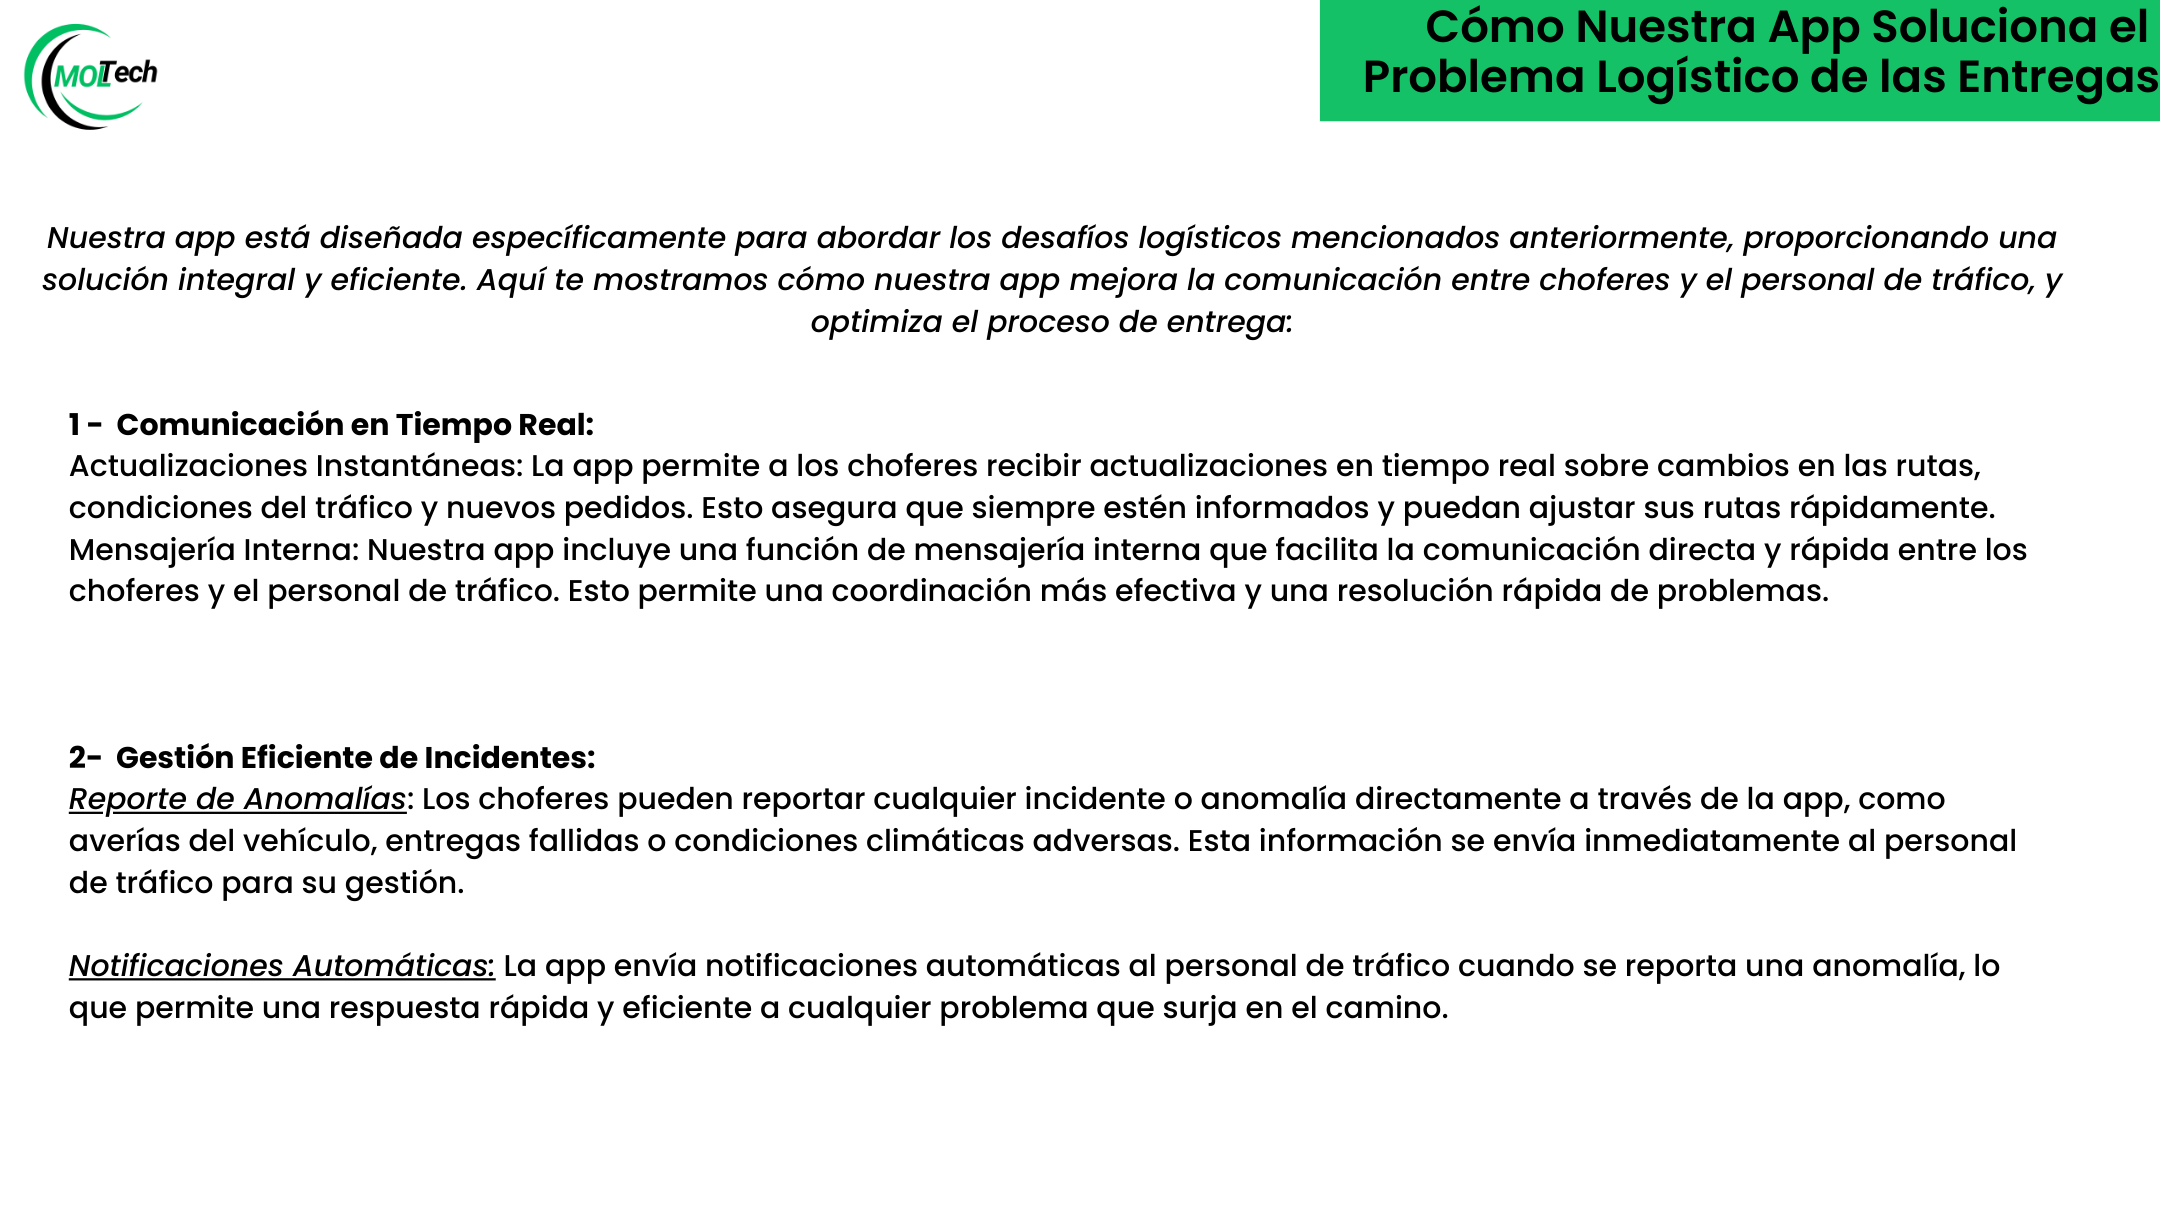 MOLTech
Cómo Nuestra App Soluciona el
Problema Logístico de las Entregas
Nuestra app está diseñada específicamente para abordar los desafíos logísticos mencionados anteriormente, proporcionando una
solución integral y eficiente. Aquí te mostramos cómo nuestra app mejora la comunicación entre choferes y el personal de tráfico, y
optimiza el proceso de entrega:
1 - Comunicación en Tiempo Real:
Actualizaciones Instantáneas: La app permite a los choferes recibir actualizaciones en tiempo real sobre cambios en las rutas,
condiciones del tráfico y nuevos pedidos. Esto asegura que siempre estén informados y puedan ajustar sus rutas rápidamente.
Mensajería Interna: Nuestra app incluye una función de mensajería interna que facilita la comunicación directa y rápida entre los
choferes y el personal de tráfico. Esto permite una coordinación más efectiva y una resolución rápida de problemas.
2- Gestión Eficiente de Incidentes:
Reporte de Anomalías: Los choferes pueden reportar cualquier incidente o anomalía directamente a través de la app, como
averías del vehículo, entregas fallidas o condiciones climáticas adversas. Esta información se envía inmediatamente al personal
de tráfico para su gestión.
Notificaciones Automáticas: La app envía notificaciones automáticas al personal de tráfico cuando se reporta una anomalía, lo
que permite una respuesta rápida y eficiente a cualquier problema que surja en el camino.